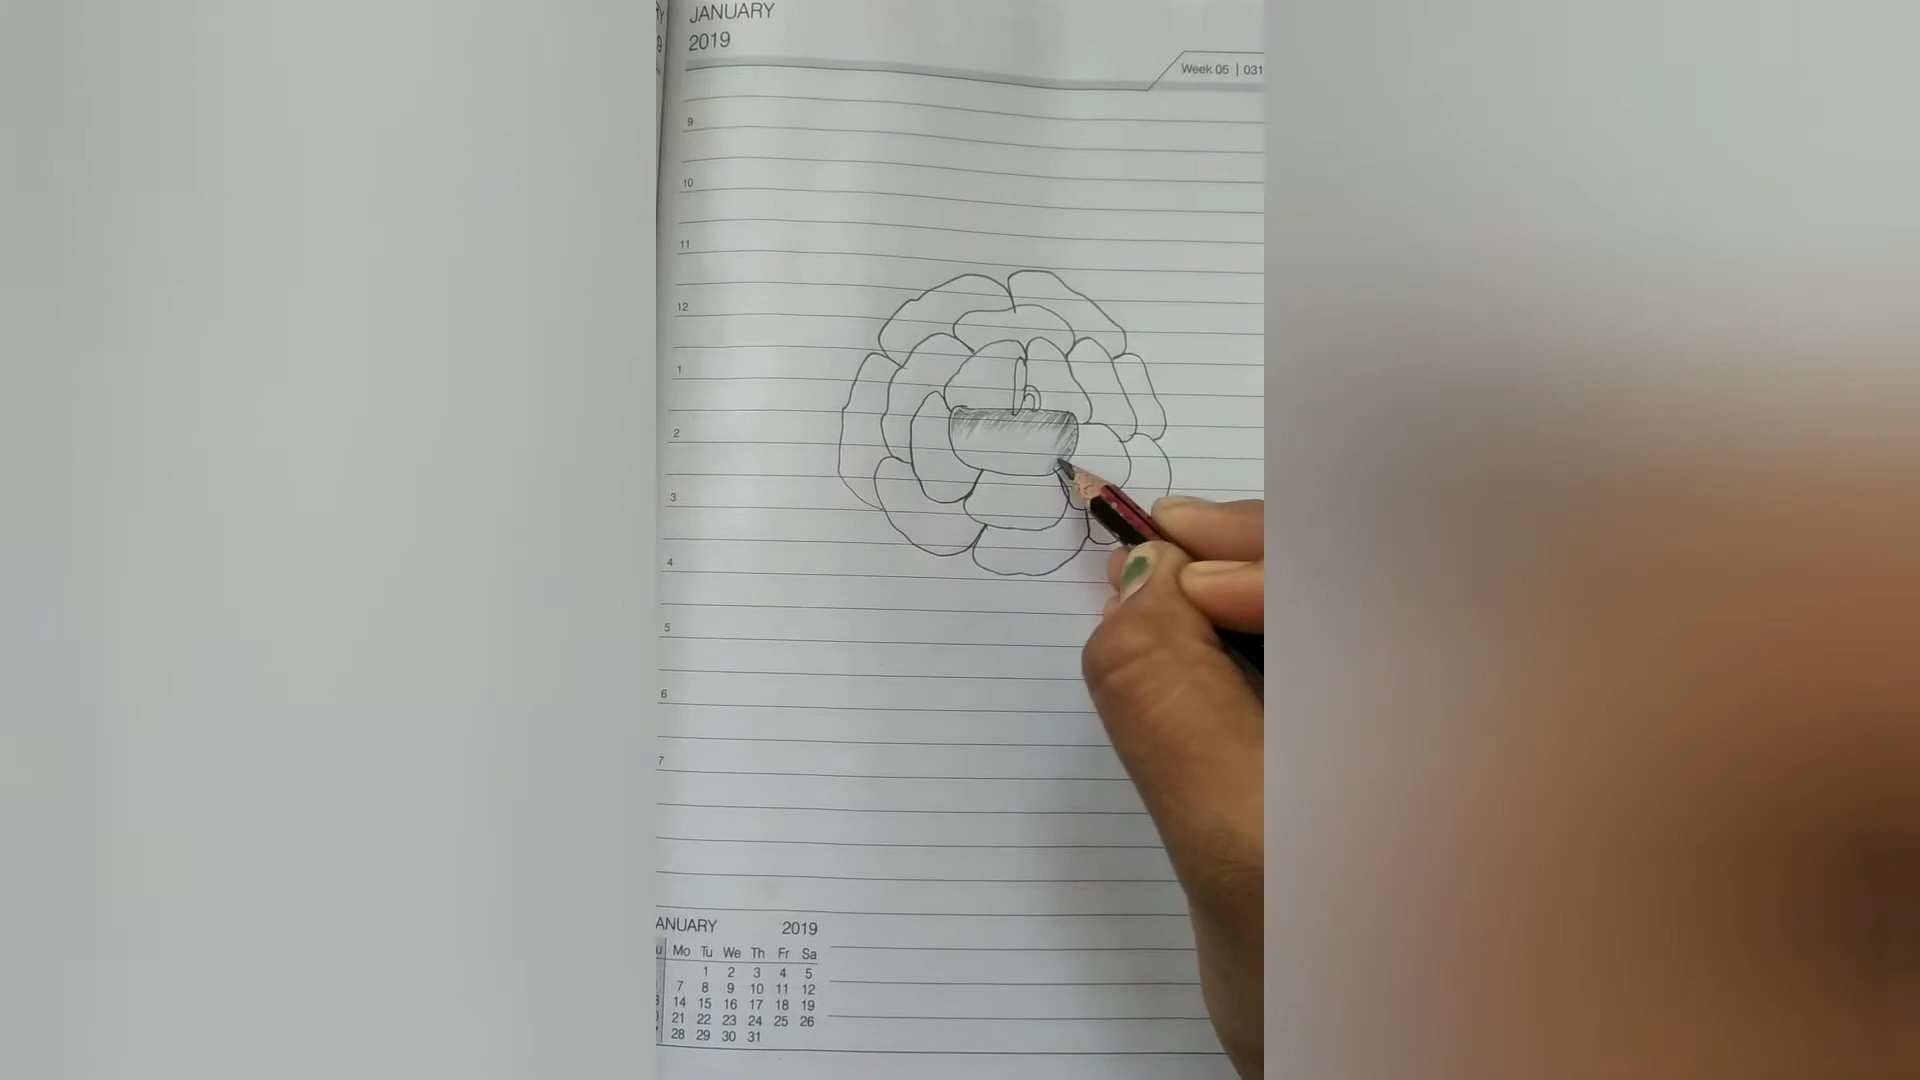 JANUARY
2019
Week 05 | 031
9
10
11
12
1
2
3
4
5
6
7
ANUARY 2019
u Mo Tu We Th Fr Sa
1 2 3 4 5
7 8 9 10 11 12
14 15 16 17 18 19
21 22 23 24 25 26
28 29 30 31